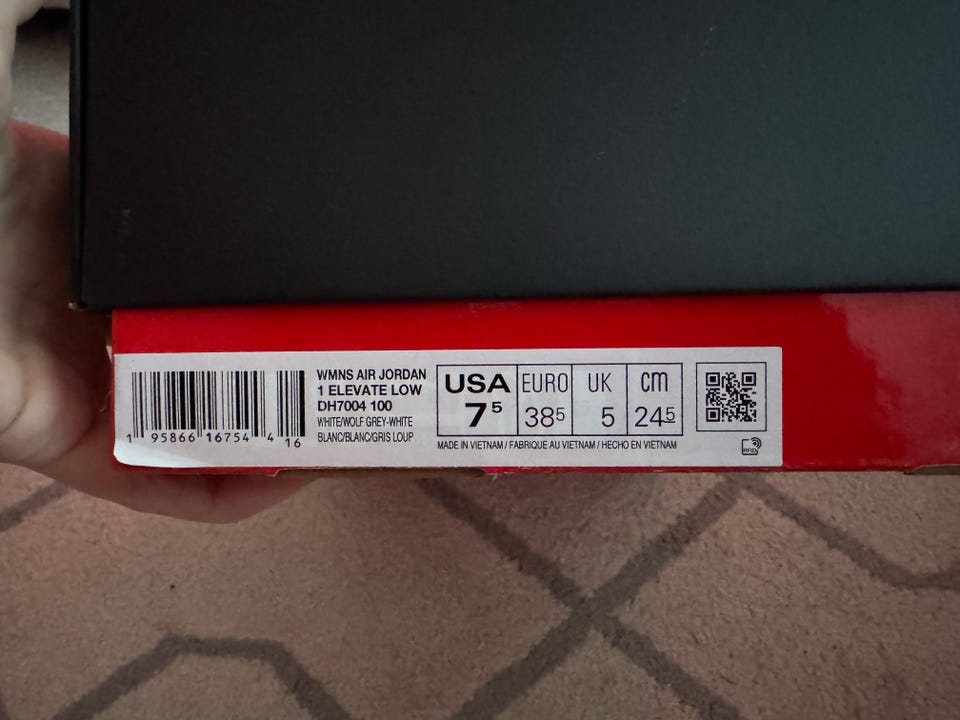 1 95866 16754 4 16
WMNS AIR JORDAN
1 ELEVATE LOW
DH7004 100
WHITE/WOLF GREY-WHITE
BLANC/BLANC/GRIS LOUP
USA EURO UK cm
7⁵ 38⁵ 5 24⁵
MADE IN VIETNAM / FABRIQUE AU VIETNAM / HECHO EN VIETNAM
RFID